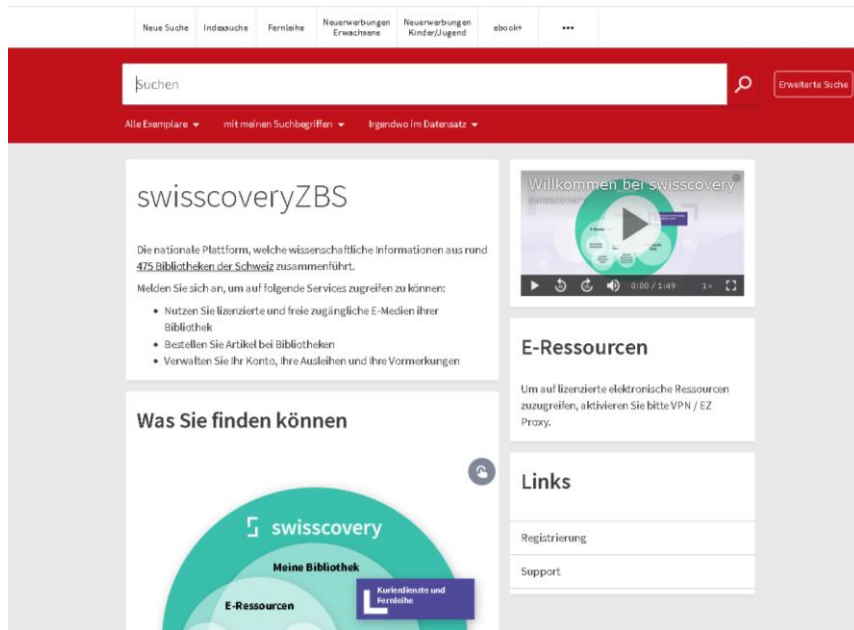 Neue Suche
Indexsuche
Fernleihe
Neuerwerbungen
Erwachsene
Neuerwerbungen
Kinder/Jugend
ebook+
•••
Suchen
Erweiterte Suche
Alle Exemplare
mit meinen Suchbegriffen
Irgendwo im Datensatz
swisscoveryZBS
Die nationale Plattform, welche wissenschaftliche Informationen aus rund
475 Bibliotheken der Schweiz zusammenführt.
Melden Sie sich an, um auf folgende Services zugreifen zu können:
• Nutzen Sie lizenzierte und freie zugängliche E-Medien ihrer
Bibliothek
• Bestellen Sie Artikel bei Bibliotheken
• Verwalten Sie Ihr Konto, Ihre Ausleihen und Ihre Vormerkungen
Was Sie finden können
swisscovery
Meine Bibliothek
Kurierdienste und
Fernleihe
E-Ressourcen
Willkommen bei swisscovery
swisscovery
0:00 / 1:49
1×
E-Ressourcen
Um auf lizenzierte elektronische Ressourcen
zuzugreifen, aktivieren Sie bitte VPN / EZ
Proxy.
Links
Registrierung
Support